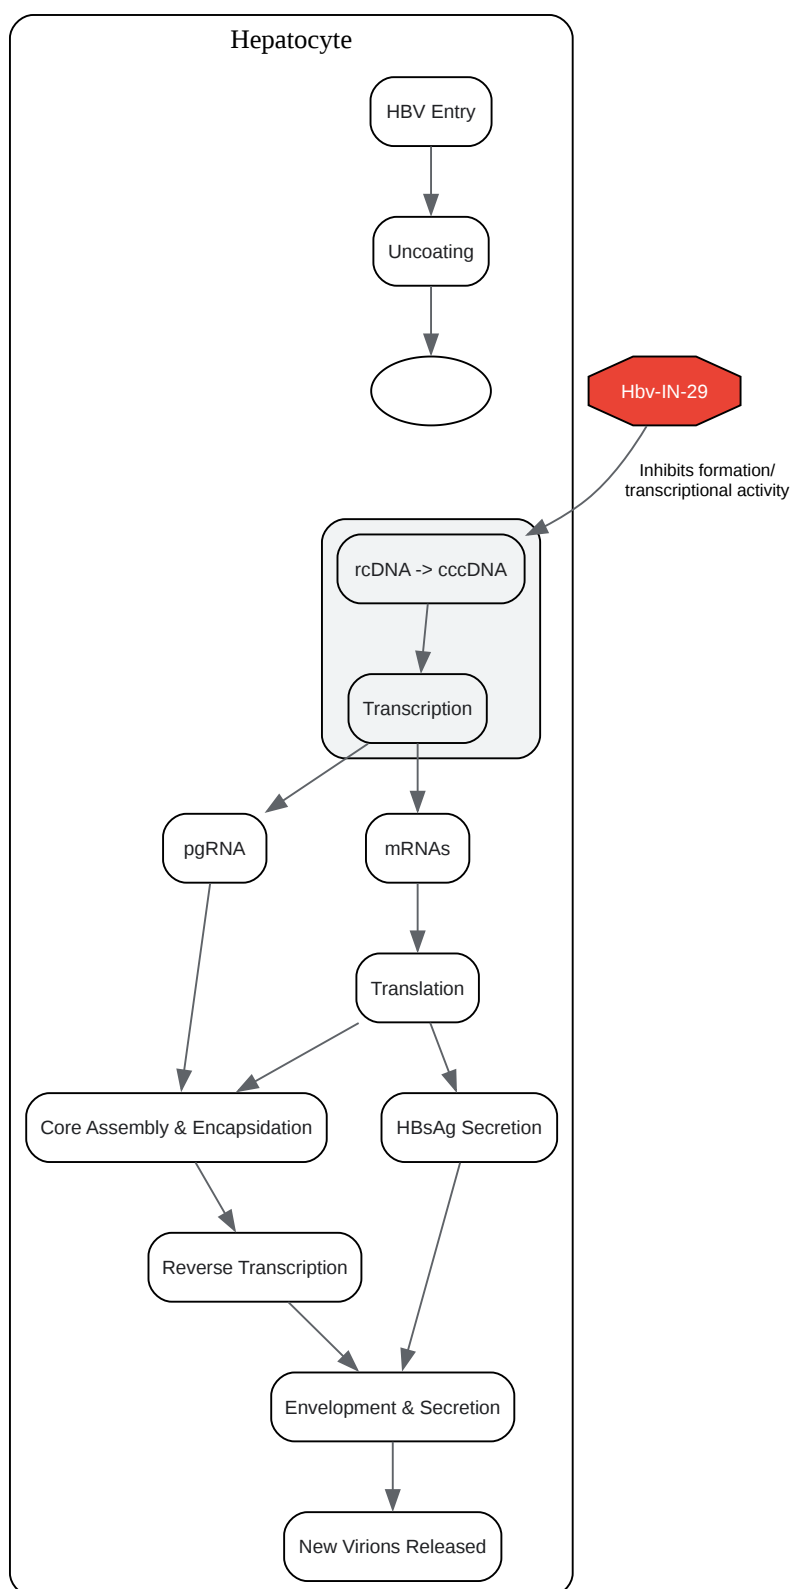 Hepatocyte
HBV Entry
Uncoating
Hbv-IN-29
Inhibits formation/
transcriptional activity
rcDNA -> cccDNA
Transcription
pgRNA
mRNAs
Translation
Core Assembly & Encapsidation
HBsAg Secretion
Reverse Transcription
Envelopment & Secretion
New Virions Released